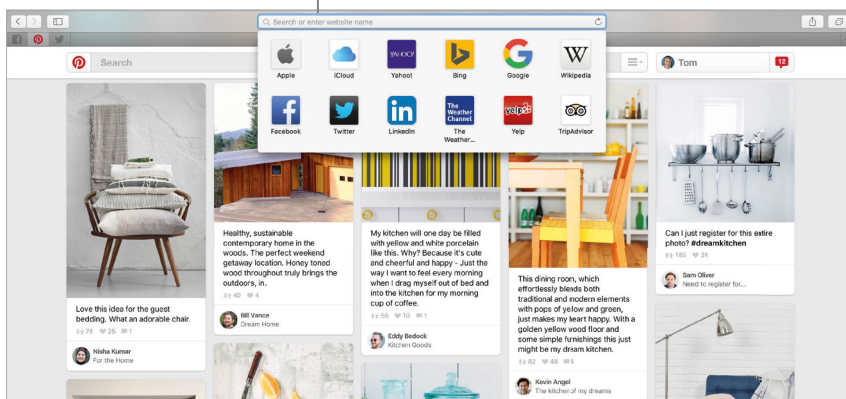 Search or enter website name
Search
Tom
12
YAHOO!
W
Apple
iCloud
Yahoo!
Bing
Google
Wikipedia
in
The
Weather
Channel
yelp
Facebook
Twitter
LinkedIn
The
Weather...
Yelp
TripAdvisor
Love this idea for the guest
bedding. What an adorable chair.
74 26 1
Nisha Kumar
For the Home
Healthy, sustainable
contemporary home in the
woods. The perfect weekend
getaway location. Honey toned
wood throughout truly brings the
outdoors, in.
40 4
Bill Vance
Dream Home
My kitchen will one day be filled
with yellow and white porcelain
like this. Why? Because it's cute
and cheerful and happy - Just the
way I want to feel every morning
when I drag myself out of bed and
into the kitchen for my morning
cup of coffee.
55 10 1
Eddy Bedock
Kitchen Goods
This dining room, which
effortlessly blends both
traditional and modern elements
with pops of yellow and green,
just makes my heart happy. With a
golden yellow wood floor and
some simple furnishings this just
might be my dream kitchen.
92 48 1
Kevin Angel
The kitchen of my dreams
Can I just register for this entire
photo? #dreamkitchen
185 24
Sam Oliver
Need to register for...